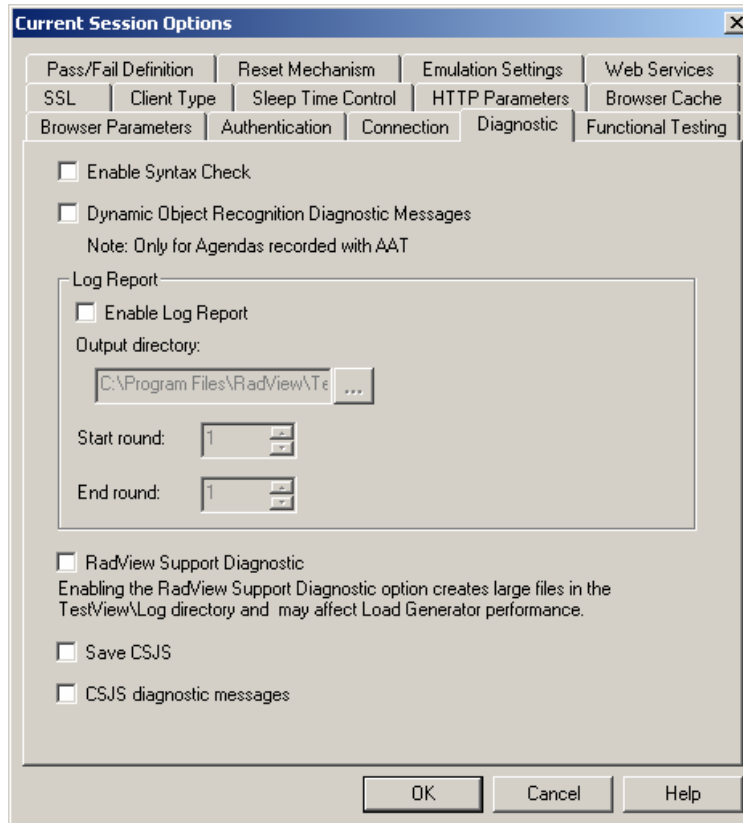 Current Session Options
Pass/Fail Definition Reset Mechanism Emulation Settings Web Services
SSL Client Type Sleep Time Control HTTP Parameters Browser Cache
Browser Parameters Authentication Connection Diagnostic Functional Testing
Enable Syntax Check
Dynamic Object Recognition Diagnostic Messages
Note: Only for Agendas recorded with AAT
Log Report
Enable Log Report
Output directory:
C:\Program Files\RadView\Te ...
Start round: 1
End round: 1
RadView Support Diagnostic
Enabling the RadView Support Diagnostic option creates large files in the
TestView\Log directory and may affect Load Generator performance.
Save CSJS
CSJS diagnostic messages
OK Cancel Help